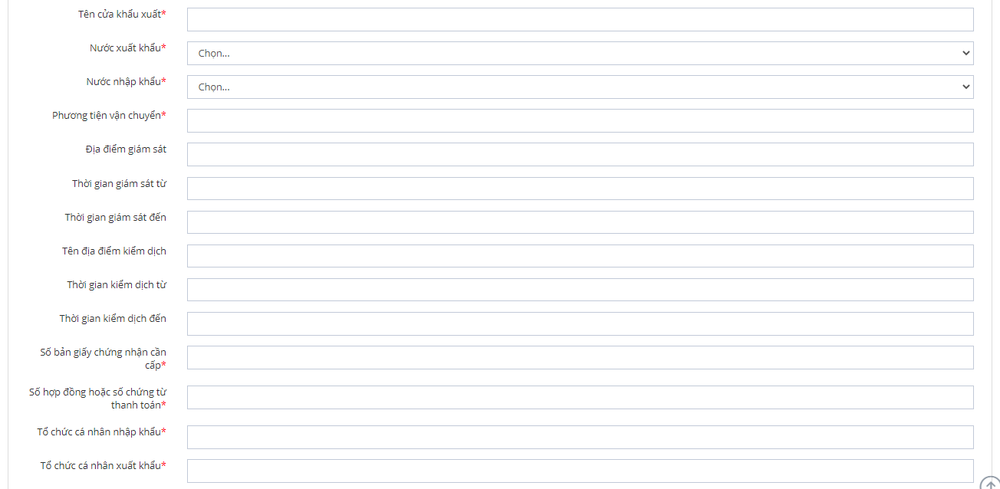 Tên cửa khẩu xuất*
Nước xuất khẩu*
Chọn...
Nước nhập khẩu*
Chọn...
Phương tiện vận chuyển*
Địa điểm giám sát
Thời gian giám sát từ
Thời gian giám sát đến
Tên địa điểm kiểm dịch
Thời gian kiểm dịch từ
Thời gian kiểm dịch đến
Số bản giấy chứng nhận cần
cấp*
Số hợp đồng hoặc số chứng từ
thanh toán*
Tổ chức cá nhân nhập khẩu*
Tổ chức cá nhân xuất khẩu*